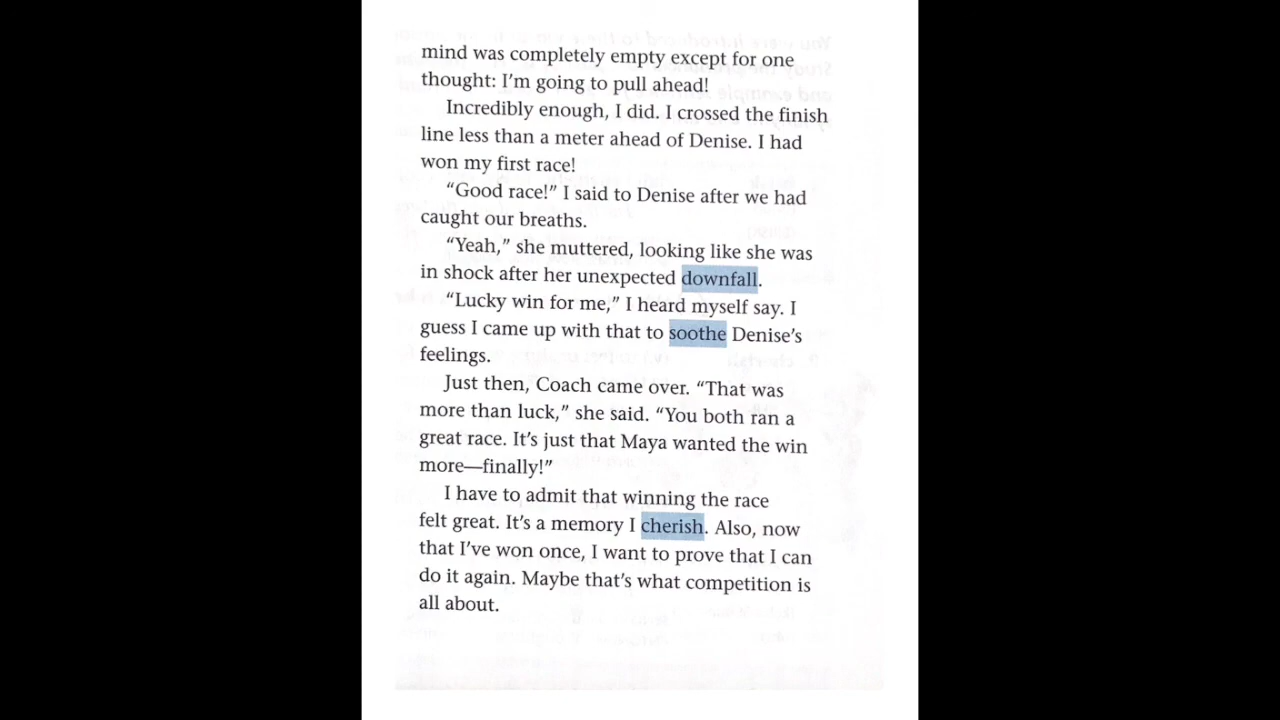 mind was completely empty except for one
thought: I'm going to pull ahead!
Incredibly enough, I did. I crossed the finish
line less than a meter ahead of Denise. I had
won my first race!
“Good race!” I said to Denise after we had
caught our breaths.
“Yeah,” she muttered, looking like she was
in shock after her unexpected downfall.
“Lucky win for me,” I heard myself say. I
guess I came up with that to soothe Denise’s
feelings.
Just then, Coach came over. “That was
more than luck,” she said. “You both ran a
great race. It’s just that Maya wanted the win
more—finally!”
I have to admit that winning the race
felt great. It’s a memory I cherish. Also, now
that I’ve won once, I want to prove that I can
do it again. Maybe that’s what competition is
all about.